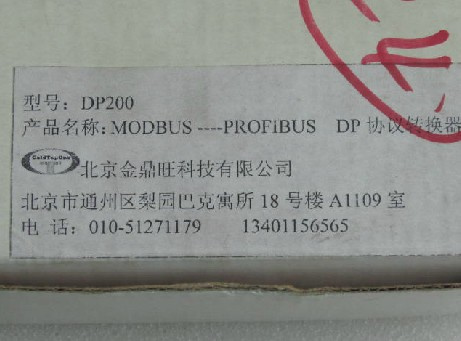 型号: DP200
产品名称: MODBUS ----PROFiBUS DP 协议转换器
北京金鼎旺科技有限公司
北京市通州区梨园巴克寓所 18 号楼 A1109 室
电 话: 010-51271179 13401156565